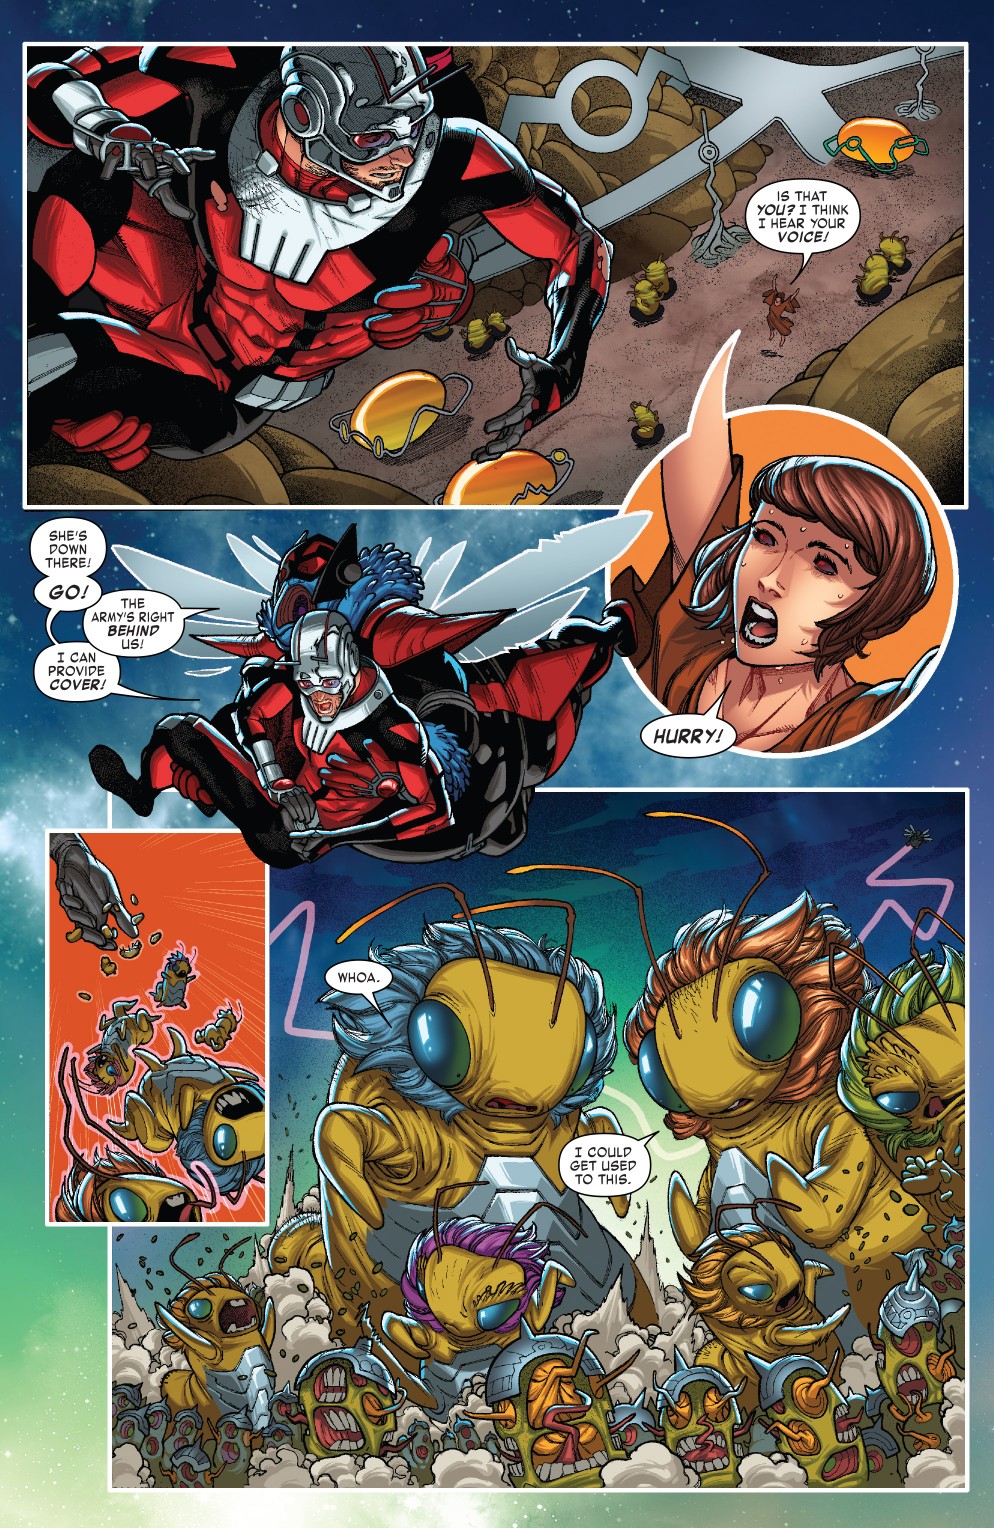 IS THAT
YOU? I THINK
I HEAR YOUR
VOICE!
HURRY!
SHE'S
DOWN
THERE!
GO!
THE
ARMY'S RIGHT
BEHIND
US!
I CAN
PROVIDE
COVER!
WHOA.
I COULD
GET USED
TO THIS.